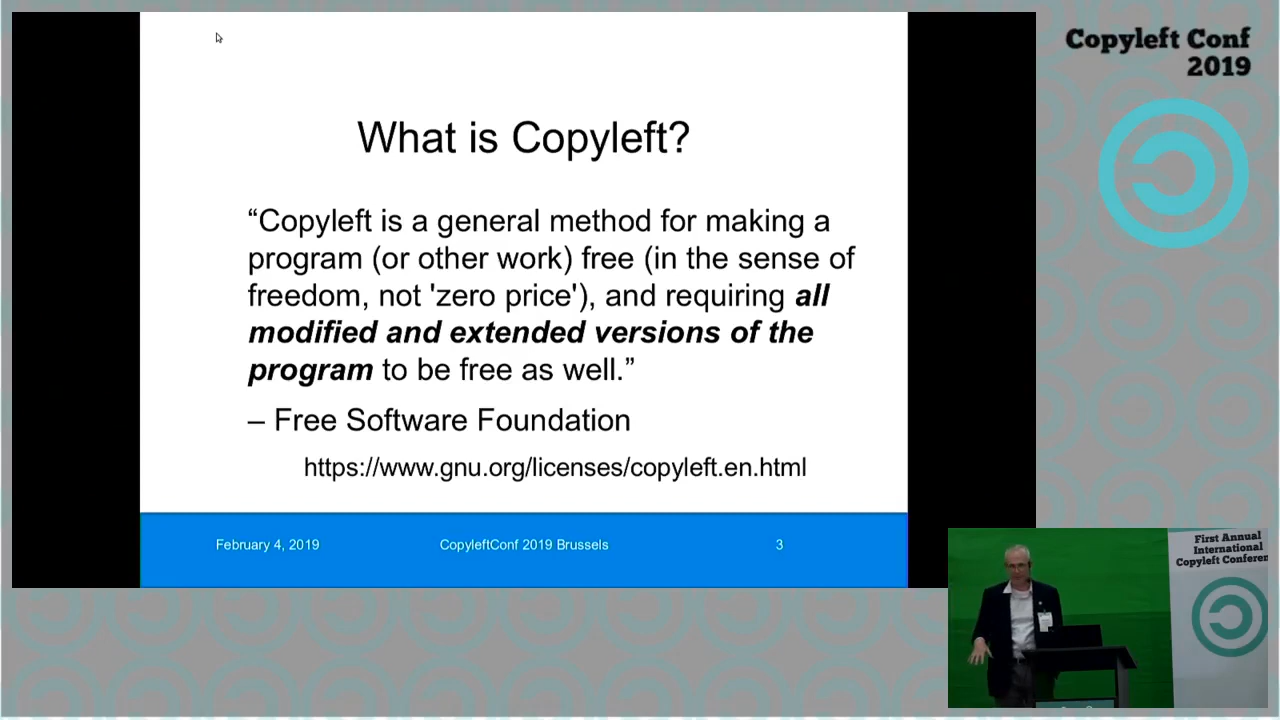 Copyleft Conf
2019
What is Copyleft?
“Copyleft is a general method for making a
program (or other work) free (in the sense of
freedom, not 'zero price'), and requiring all
modified and extended versions of the
program to be free as well.”
– Free Software Foundation
https://www.gnu.org/licenses/copyleft.en.html
February 4, 2019
CopyleftConf 2019 Brussels
3
First Annual
International
Copyleft Conferen